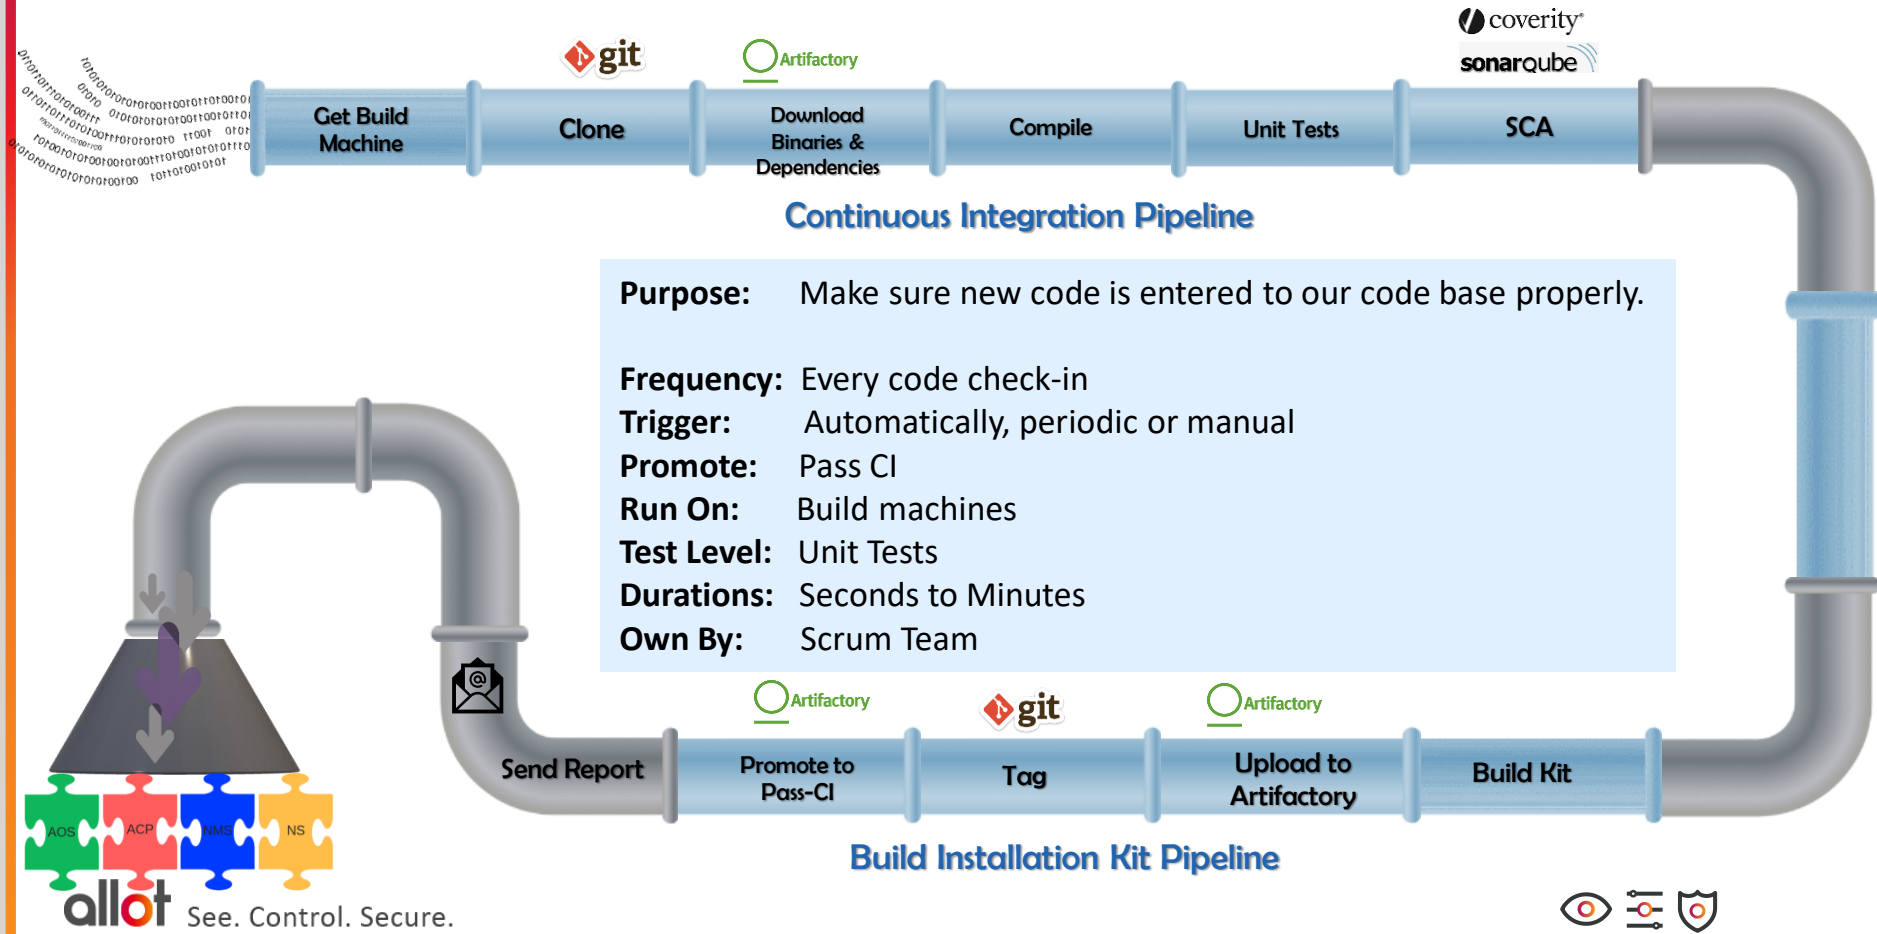 coverity
sonarqube
git
Artifactory
Get Build
Machine
Clone
Download
Binaries &
Dependencies
Compile
Unit Tests
SCA
Continuous Integration Pipeline
Purpose: Make sure new code is entered to our code base properly.
Frequency: Every code check-in
Trigger: Automatically, periodic or manual
Promote: Pass CI
Run On: Build machines
Test Level: Unit Tests
Durations: Seconds to Minutes
Own By: Scrum Team
Artifactory
git
Artifactory
Send Report
Promote to
Pass-CI
Tag
Upload to
Artifactory
Build Kit
Build Installation Kit Pipeline
AOS
ACP
NMS
NS
allot See. Control. Secure.